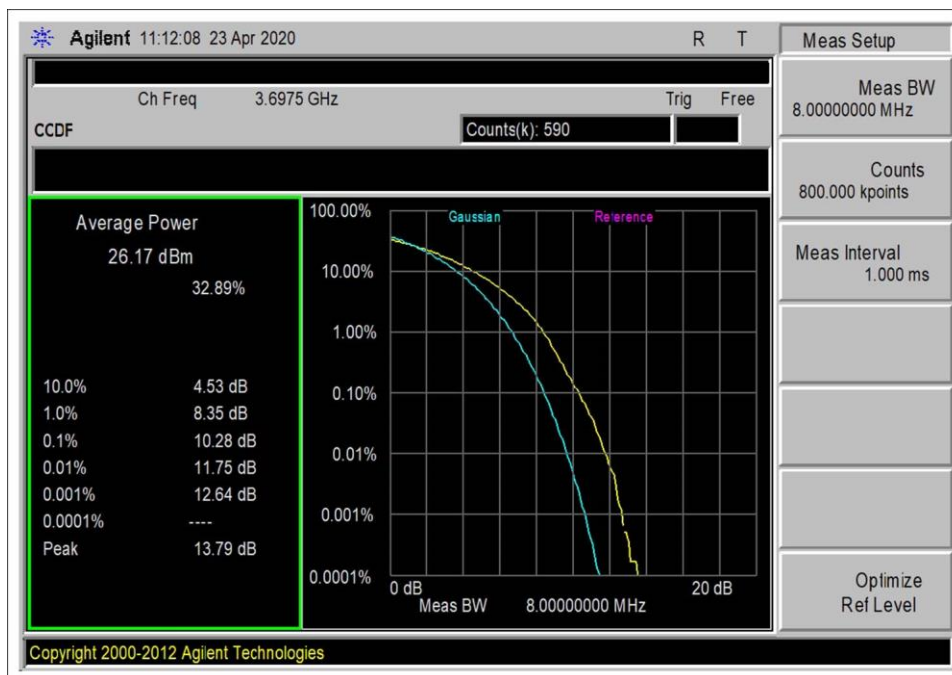 Agilent 11:12:08 23 Apr 2020 R T
Ch Freq 3.6975 GHz Trig Free
CCDF Counts(k): 590
Average Power
26.17 dBm
32.89%
10.0% 4.53 dB
1.0% 8.35 dB
0.1% 10.28 dB
0.01% 11.75 dB
0.001% 12.64 dB
0.0001% ----
Peak 13.79 dB
Gaussian Reference
100.00%
10.00%
1.00%
0.10%
0.01%
0.001%
0.0001%
0 dB 20 dB
Meas BW 8.00000000 MHz
Meas Setup
Meas BW
8.00000000 MHz
Counts
800.000 kpoints
Meas Interval
1.000 ms
Optimize
Ref Level
Copyright 2000-2012 Agilent Technologies